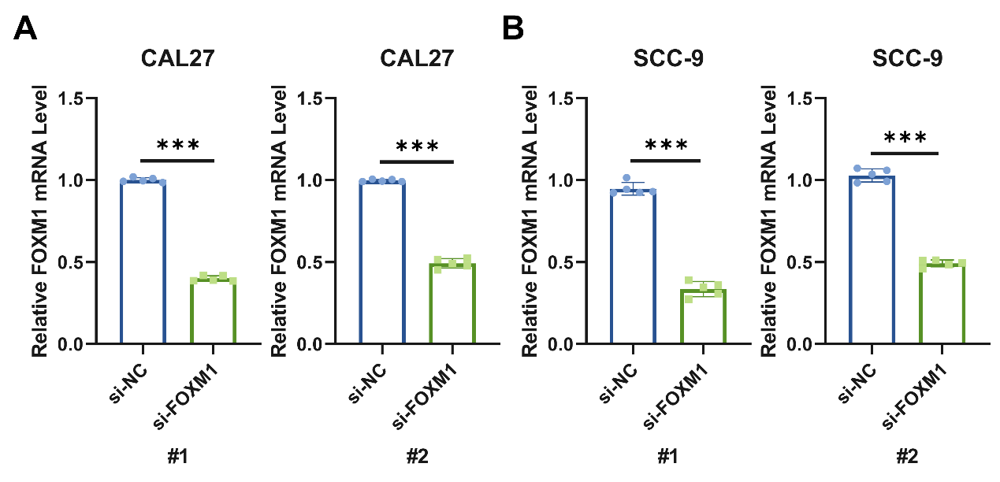 A
B
CAL27
CAL27
SCC-9
SCC-9
Relative FOXM1 mRNA Level
1.5
1.0
0.5
0.0
***
si-NC
si-FOXM1
#1
Relative FOXM1 mRNA Level
1.5
1.0
0.5
0.0
***
si-NC
si-FOXM1
#2
Relative FOXM1 mRNA Level
1.5
1.0
0.5
0.0
***
si-NC
si-FOXM1
#1
Relative FOXM1 mRNA Level
1.5
1.0
0.5
0.0
***
si-NC
si-FOXM1
#2